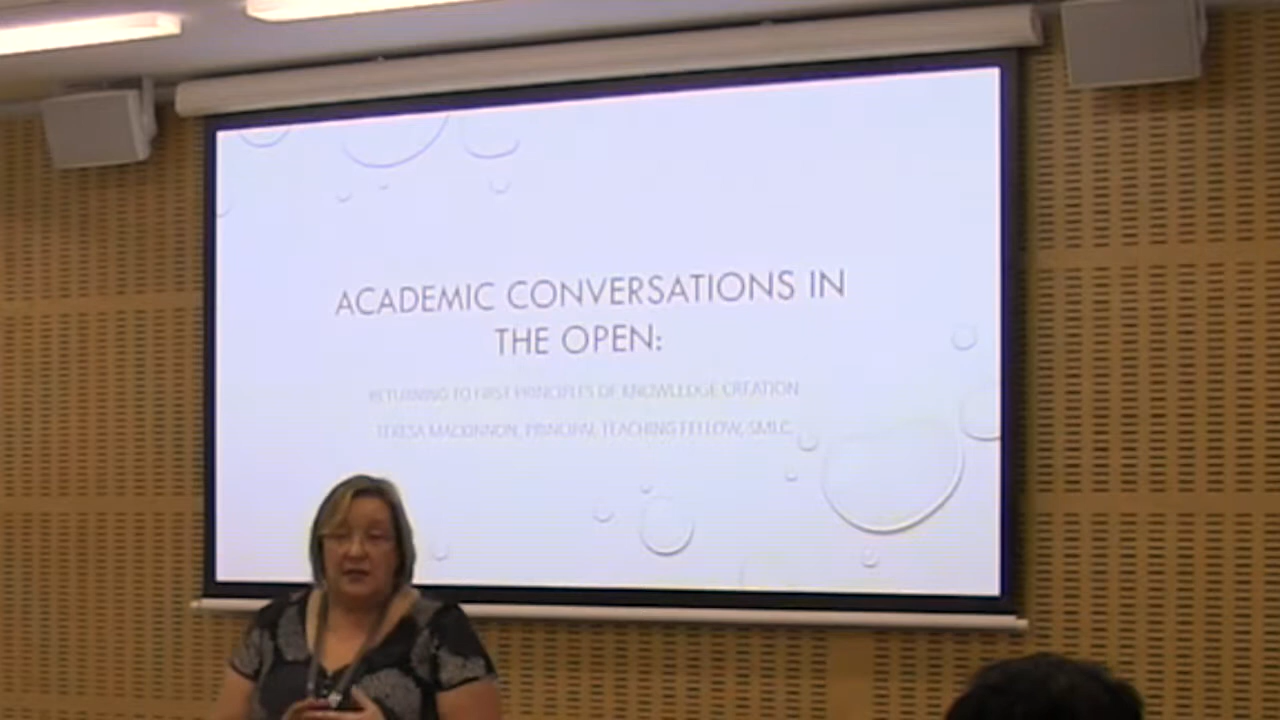 ACADEMIC CONVERSATIONS IN
THE OPEN:
RETURNING TO FIRST PRINCIPLES OF KNOWLEDGE CREATION
TERESA MACKINNON, PRINCIPAL TEACHING FELLOW, SMLC